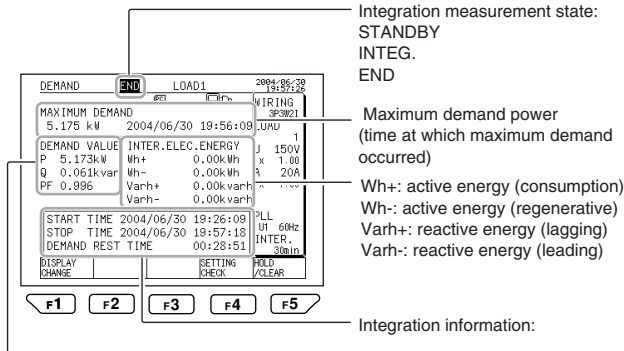 Integration measurement state:
STANDBY
INTEG.
END
DEMAND END LOAD1 2004/06/30
19:57:26
MAXIMUM DEMAND
5.175 kW 2004/06/30 19:56:09
WIRING
3P3W2I
LOAD
1
U 150V
x 1.00
A 20A
x 1.00
PLL
U1 60Hz
INTER.
30min
DEMAND VALUE
P 5.173kW
Q 0.061kvar
PF 0.996
INTER.ELEC.ENERGY
Wh+ 0.00kWh
Wh- 0.00kWh
Varh+ 0.00kvarh
Varh- 0.00kvarh
START TIME 2004/06/30 19:26:09
STOP TIME 2004/06/30 19:57:18
DEMAND REST TIME 00:28:51
DISPLAY
CHANGE
SETTING
CHECK
HOLD
/CLEAR
F1 F2 F3 F4 F5
Maximum demand power
(time at which maximum demand
occurred)
Wh+: active energy (consumption)
Wh-: active energy (regenerative)
Varh+: reactive energy (lagging)
Varh-: reactive energy (leading)
Integration information: